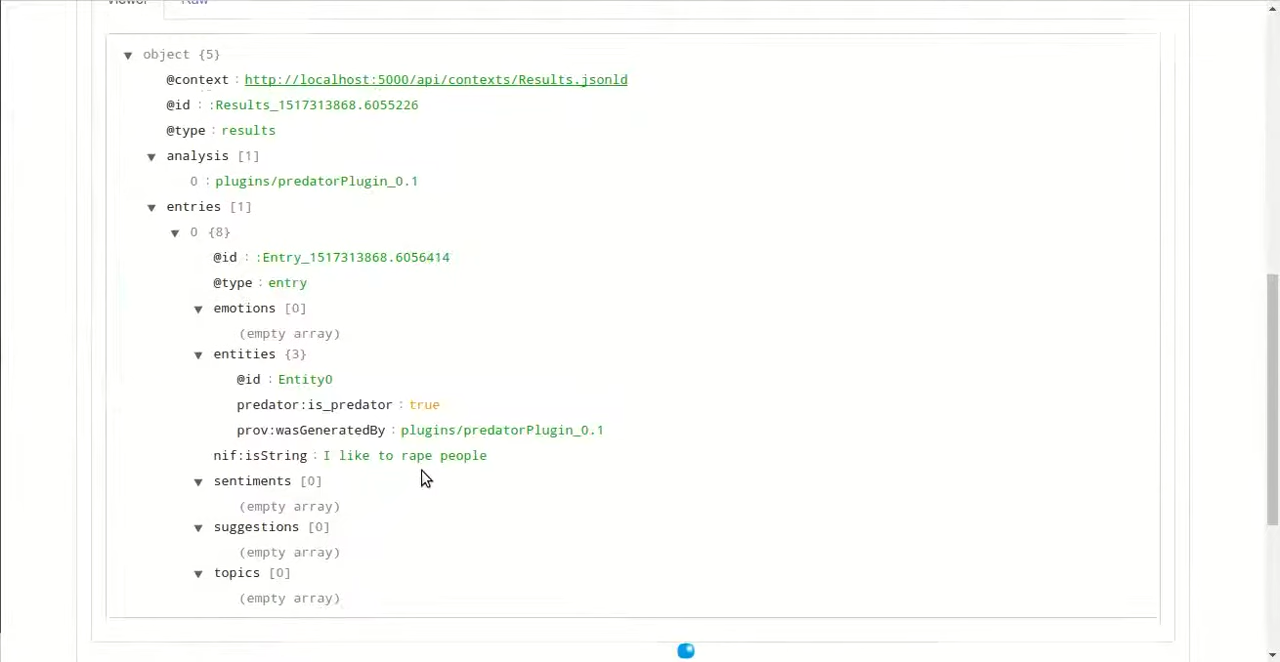 Viewer Raw
object {5}
@context : http://localhost:5000/api/contexts/Results.jsonld
@id : :Results_1517313868.6055226
@type : results
analysis [1]
0 : plugins/predatorPlugin_0.1
entries [1]
0 {8}
@id : :Entry_1517313868.6056414
@type : entry
emotions [0]
(empty array)
entities {3}
@id : Entity0
predator:is_predator : true
prov:wasGeneratedBy : plugins/predatorPlugin_0.1
nif:isString : I like to rape people
sentiments [0]
(empty array)
suggestions [0]
(empty array)
topics [0]
(empty array)